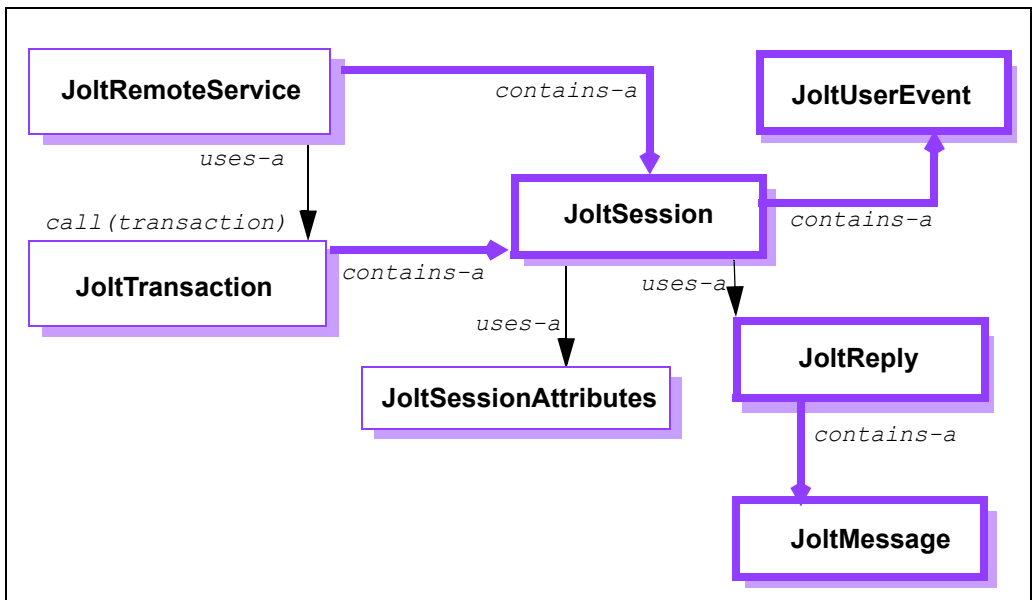 JoltRemoteService
JoltUserEvent
contains-a
uses-a
JoltSession
call(transaction)
contains-a
contains-a
JoltTransaction
uses-a
uses-a
JoltReply
JoltSessionAttributes
contains-a
JoltMessage